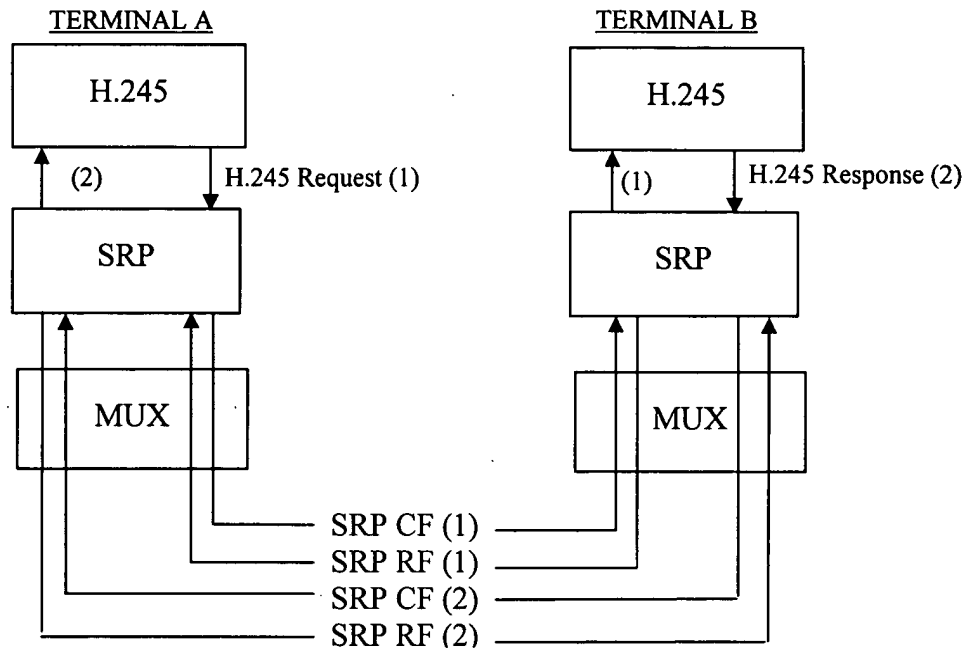 TERMINAL A
TERMINAL B
H.245
H.245
(2)
H.245 Request (1)
(1)
H.245 Response (2)
SRP
SRP
MUX
MUX
SRP CF (1)
SRP RF (1)
SRP CF (2)
SRP RF (2)